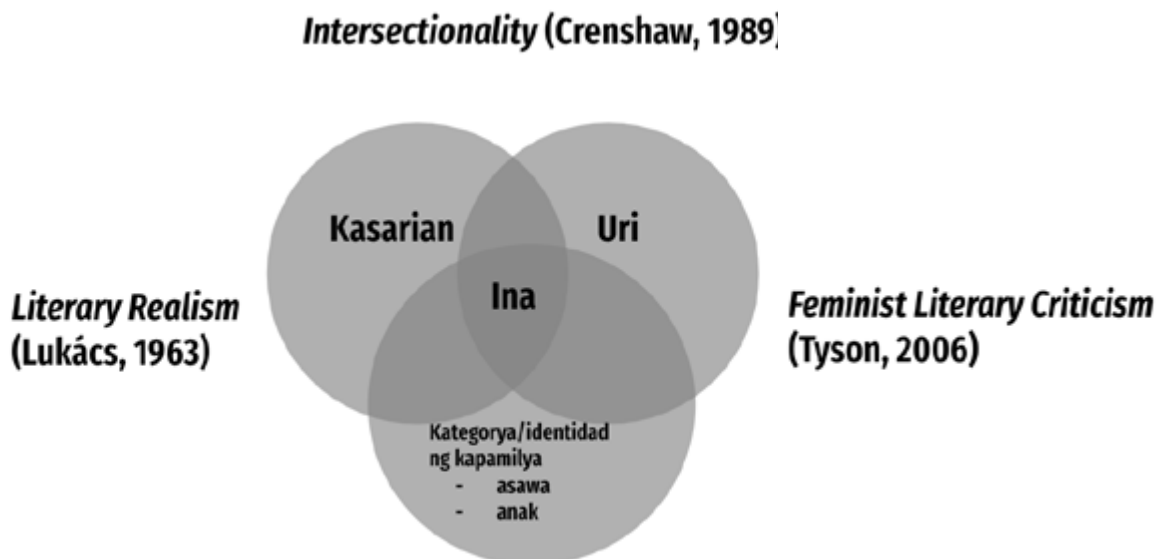 Intersectionality (Crenshaw, 1989)
Kasarian
Uri
Ina
Literary Realism
(Lukács, 1963)
Feminist Literary Criticism
(Tyson, 2006)
Kategorya/identidad
ng kapamilya
- asawa
- anak